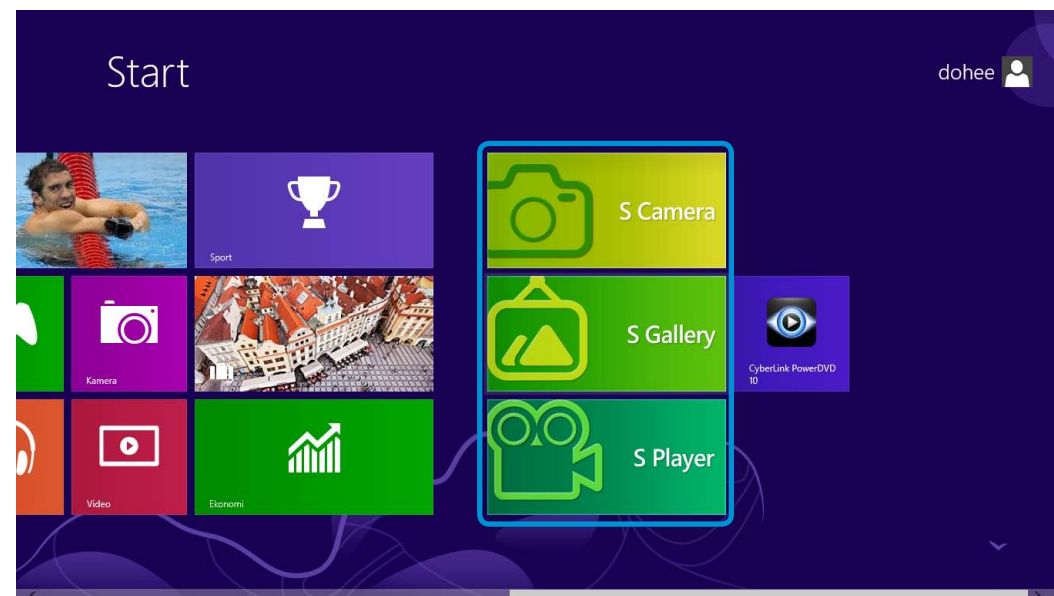 Start
dohee
Sport
S Camera
Kamera
S Gallery
CyberLink PowerDVD
10
Video
Ekonomi
S Player